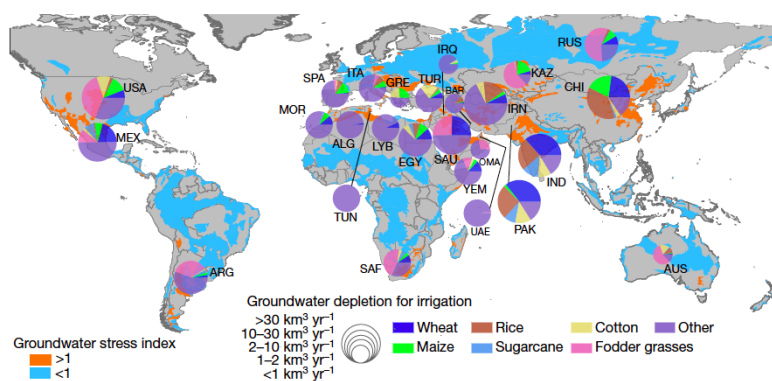 RUS
IRQ
SPA
ITA
GRE
TUR
BAR
KAZ
CHI
USA
IRN
MOR
MEX
ALG
LYB
EGY
SAU
OMA
IND
YEM
TUN
UAE
PAK
SAF
AUS
ARG
Groundwater depletion for irrigation
>30 km³ yr⁻¹
10–30 km³ yr⁻¹
2–10 km³ yr⁻¹
1–2 km³ yr⁻¹
<1 km³ yr⁻¹
Wheat
Rice
Cotton
Other
Maize
Sugarcane
Fodder grasses
Groundwater stress index
>1
<1